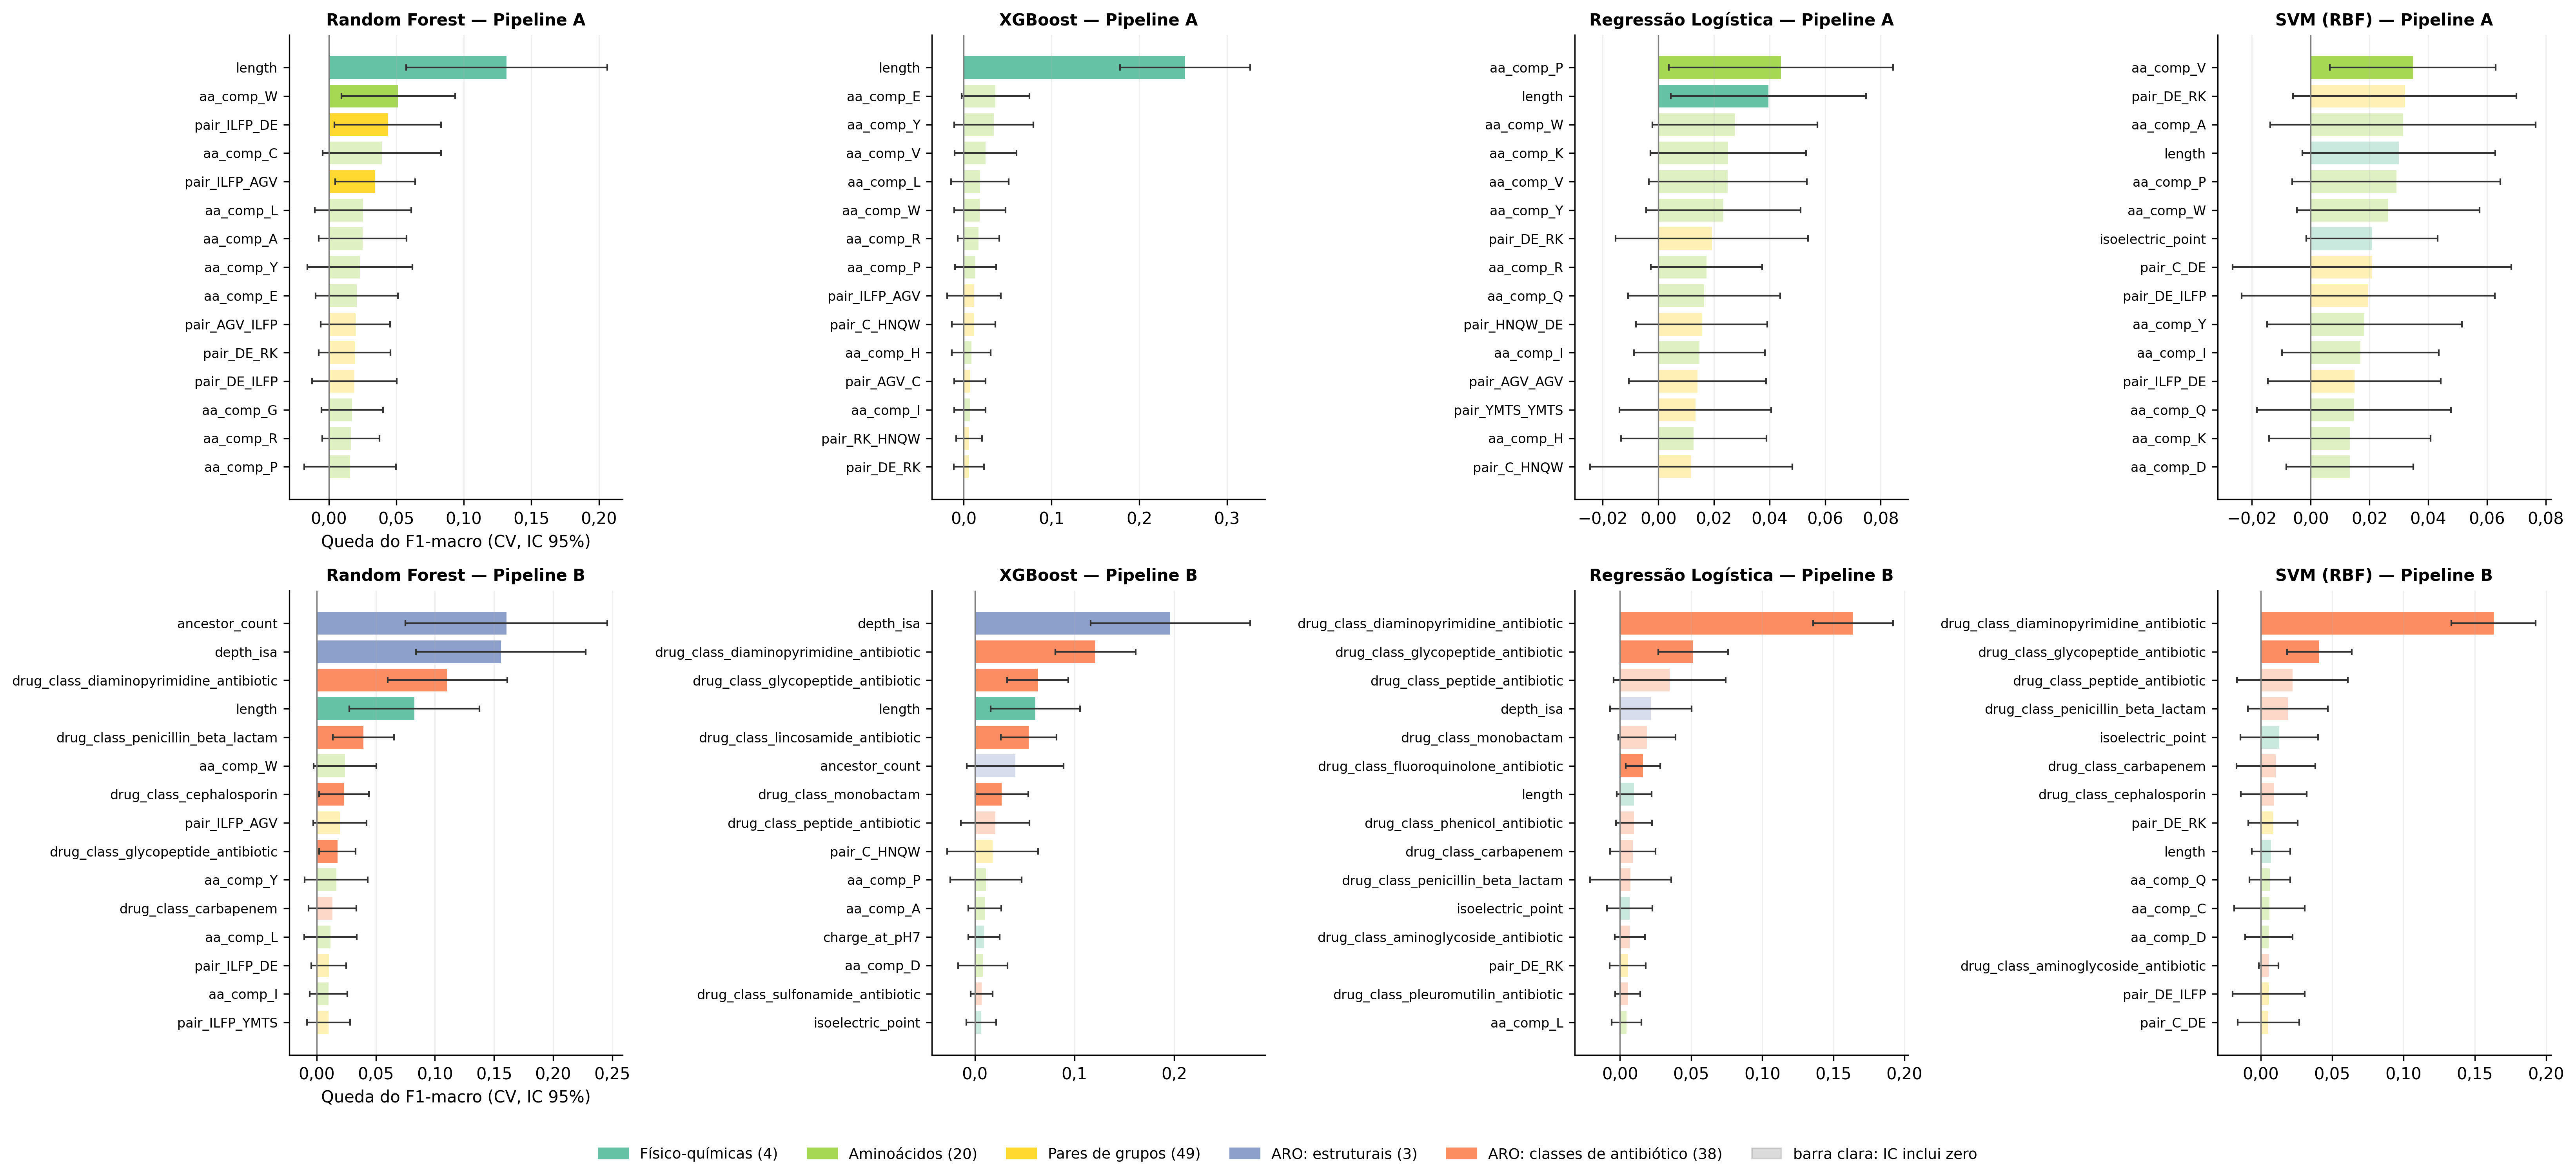 Random Forest — Pipeline A
length
aa_comp_W
pair_ILFP_DE
aa_comp_C
pair_ILFP_AGV
aa_comp_L
aa_comp_A
aa_comp_Y
aa_comp_E
pair_AGV_ILFP
pair_DE_RK
pair_DE_ILFP
aa_comp_G
aa_comp_R
aa_comp_P
0,00 0,05 0,10 0,15 0,20
Queda do F1-macro (CV, IC 95%)
XGBoost — Pipeline A
length
aa_comp_E
aa_comp_Y
aa_comp_V
aa_comp_L
aa_comp_W
aa_comp_R
aa_comp_P
pair_ILFP_AGV
pair_C_HNQW
aa_comp_H
pair_AGV_C
aa_comp_I
pair_RK_HNQW
pair_DE_RK
0,0 0,1 0,2 0,3
Regressão Logística — Pipeline A
aa_comp_P
length
aa_comp_W
aa_comp_K
aa_comp_V
aa_comp_Y
pair_DE_RK
aa_comp_R
aa_comp_Q
pair_HNQW_DE
aa_comp_I
pair_AGV_AGV
pair_YMTS_YMTS
aa_comp_H
pair_C_HNQW
−0,02 0,00 0,02 0,04 0,06 0,08
SVM (RBF) — Pipeline A
aa_comp_V
pair_DE_RK
aa_comp_A
length
aa_comp_P
aa_comp_W
isoelectric_point
pair_C_DE
pair_DE_ILFP
aa_comp_Y
aa_comp_I
pair_ILFP_DE
aa_comp_Q
aa_comp_K
aa_comp_D
−0,02 0,00 0,02 0,04 0,06 0,08
Random Forest — Pipeline B
ancestor_count
depth_isa
drug_class_diaminopyrimidine_antibiotic
length
drug_class_penicillin_beta_lactam
aa_comp_W
drug_class_cephalosporin
pair_ILFP_AGV
drug_class_glycopeptide_antibiotic
aa_comp_Y
drug_class_carbapenem
aa_comp_L
pair_ILFP_DE
aa_comp_I
pair_ILFP_YMTS
0,00 0,05 0,10 0,15 0,20 0,25
Queda do F1-macro (CV, IC 95%)
XGBoost — Pipeline B
depth_isa
drug_class_diaminopyrimidine_antibiotic
drug_class_glycopeptide_antibiotic
length
drug_class_lincosamide_antibiotic
ancestor_count
drug_class_monobactam
drug_class_peptide_antibiotic
pair_C_HNQW
aa_comp_P
aa_comp_A
charge_at_pH7
aa_comp_D
drug_class_sulfonamide_antibiotic
isoelectric_point
0,0 0,1 0,2
Regressão Logística — Pipeline B
drug_class_diaminopyrimidine_antibiotic
drug_class_glycopeptide_antibiotic
drug_class_peptide_antibiotic
depth_isa
drug_class_monobactam
drug_class_fluoroquinolone_antibiotic
length
drug_class_phenicol_antibiotic
drug_class_carbapenem
drug_class_penicillin_beta_lactam
isoelectric_point
drug_class_aminoglycoside_antibiotic
pair_DE_RK
drug_class_pleuromutilin_antibiotic
aa_comp_L
0,00 0,05 0,10 0,15 0,20
SVM (RBF) — Pipeline B
drug_class_diaminopyrimidine_antibiotic
drug_class_glycopeptide_antibiotic
drug_class_peptide_antibiotic
drug_class_penicillin_beta_lactam
isoelectric_point
drug_class_carbapenem
drug_class_cephalosporin
pair_DE_RK
length
aa_comp_Q
aa_comp_C
aa_comp_D
drug_class_aminoglycoside_antibiotic
pair_DE_ILFP
pair_C_DE
0,00 0,05 0,10 0,15 0,20
Físico-químicas (4) Aminoácidos (20) Pares de grupos (49) ARO: estruturais (3) ARO: classes de antibiótico (38) barra clara: IC inclui zero